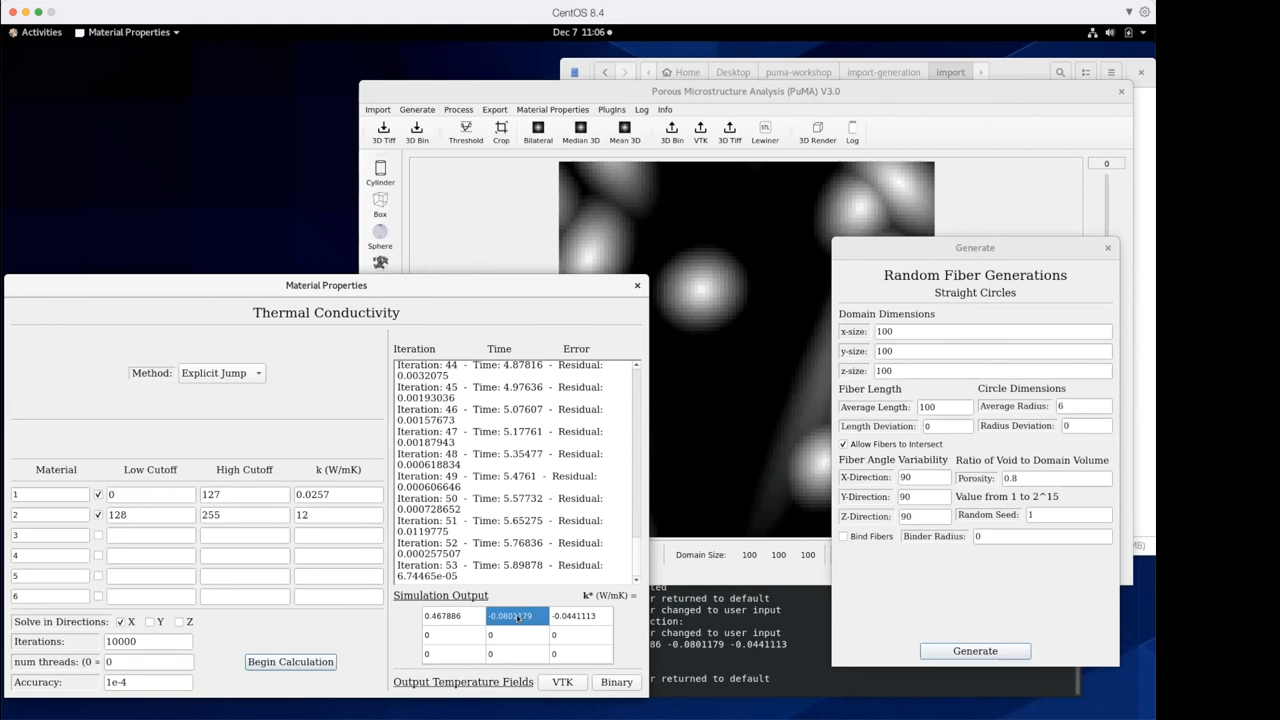 CentOS 8.4
Activities
Material Properties
Dec 7 11:06
Home
Desktop
puma-workshop
import-generation
import
Porous Microstructure Analysis (PuMA) V3.0
Import Generate Process Export Material Properties PlugIns Log Info
3D Tiff 3D Bin Threshold Crop Bilateral Median 3D Mean 3D 3D Bin VTK 3D Tiff Lewiner 3D Render Log
STL
Cylinder
Box
Sphere
0
Domain Size: 100 100 100
MB)
Generate
Random Fiber Generations
Straight Circles
Domain Dimensions
x-size: 100
y-size: 100
z-size: 100
Fiber Length
Circle Dimensions
Average Length: 100
Average Radius: 6
Length Deviation: 0
Radius Deviation: 0
Allow Fibers to Intersect
Fiber Angle Variability
Ratio of Void to Domain Volume
X-Direction: 90
Porosity: 0.8
Y-Direction: 90
Value from 1 to 2^15
Z-Direction: 90
Random Seed: 1
Bind Fibers
Binder Radius: 0
Generate
Material Properties
Thermal Conductivity
Method: Explicit Jump
Material Low Cutoff High Cutoff k (W/mK)
1 0 127 0.0257
2 128 255 12
3
4
5
6
Solve in Directions: X Y Z
Iterations: 10000
num threads: (0 = 0
Accuracy: 1e-4
Begin Calculation
Iteration Time Error
Iteration: 44 - Time: 4.87816 - Residual:
0.0032075
Iteration: 45 - Time: 4.97636 - Residual:
0.00193036
Iteration: 46 - Time: 5.07607 - Residual:
0.00157673
Iteration: 47 - Time: 5.17761 - Residual:
0.00187943
Iteration: 48 - Time: 5.35477 - Residual:
0.000618834
Iteration: 49 - Time: 5.4761 - Residual:
0.000606646
Iteration: 50 - Time: 5.57732 - Residual:
0.000728652
Iteration: 51 - Time: 5.65275 - Residual:
0.0119775
Iteration: 52 - Time: 5.76836 - Residual:
0.000257507
Iteration: 53 - Time: 5.89878 - Residual:
6.74465e-05
Simulation Output
k* (W/mK) =
0.467886 -0.0801179 -0.0441113
0 0 0
0 0 0
Output Temperature Fields
VTK
Binary
r returned to default
r changed to user input
ction:
r changed to user input
36 -0.0801179 -0.0441113
r returned to default